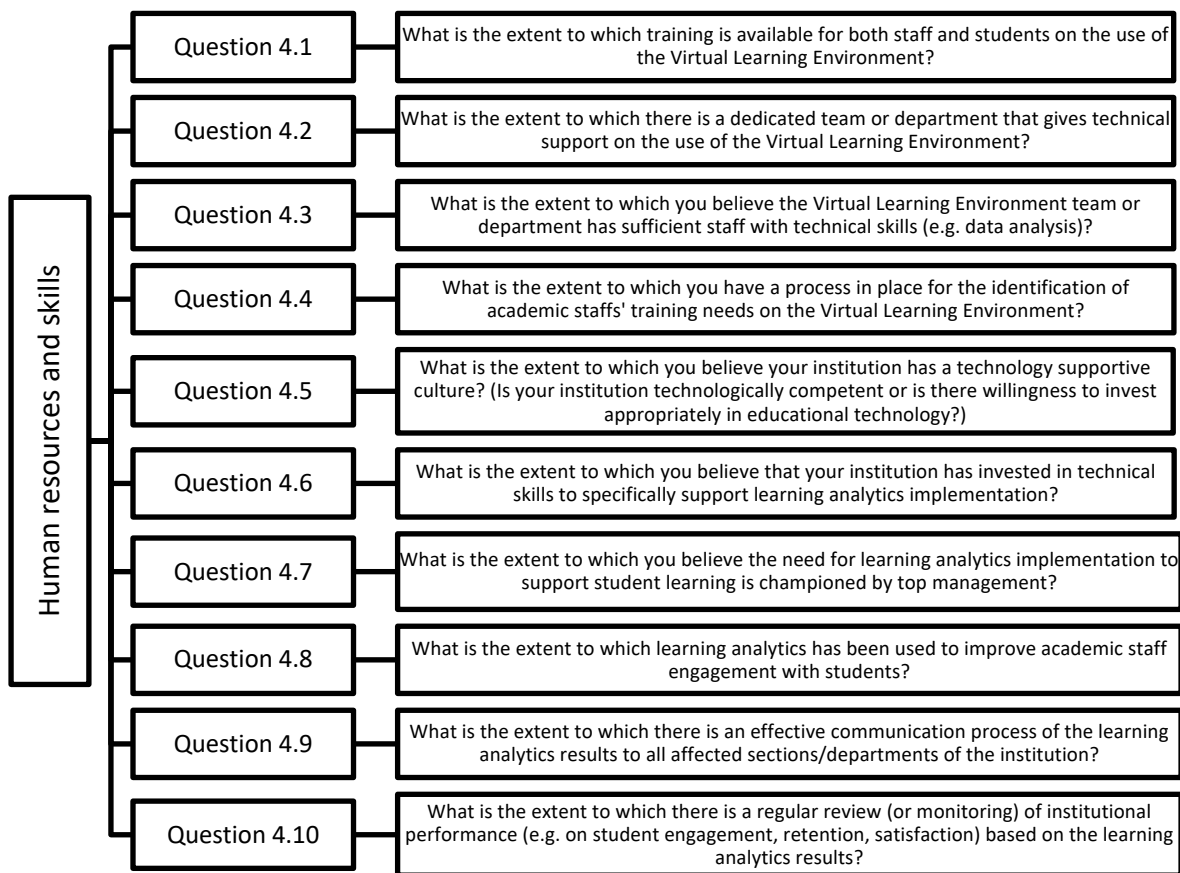 Human resources and skills
Question 4.1
What is the extent to which training is available for both staff and students on the use of
the Virtual Learning Environment?
Question 4.2
What is the extent to which there is a dedicated team or department that gives technical
support on the use of the Virtual Learning Environment?
Question 4.3
What is the extent to which you believe the Virtual Learning Environment team or
department has sufficient staff with technical skills (e.g. data analysis)?
Question 4.4
What is the extent to which you have a process in place for the identification of
academic staffs' training needs on the Virtual Learning Environment?
Question 4.5
What is the extent to which you believe your institution has a technology supportive
culture? (Is your institution technologically competent or is there willingness to invest
appropriately in educational technology?)
Question 4.6
What is the extent to which you believe that your institution has invested in technical
skills to specifically support learning analytics implementation?
Question 4.7
What is the extent to which you believe the need for learning analytics implementation to
support student learning is championed by top management?
Question 4.8
What is the extent to which learning analytics has been used to improve academic staff
engagement with students?
Question 4.9
What is the extent to which there is an effective communication process of the learning
analytics results to all affected sections/departments of the institution?
Question 4.10
What is the extent to which there is a regular review (or monitoring) of institutional
performance (e.g. on student engagement, retention, satisfaction) based on the learning
analytics results?